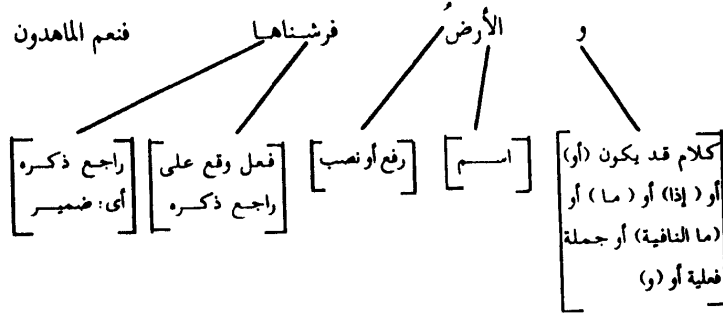 و الأرضُ فرشناها فنعم الماهدون
كلام قد يكون (أو)
أو (إذا) أو (ما) أو
(ما النافية) أو جملة
فعلية أو (و)
اسم
رفع أو نصب
فعل وقع على
راجع ذكره
راجع ذكره
أى: ضمير